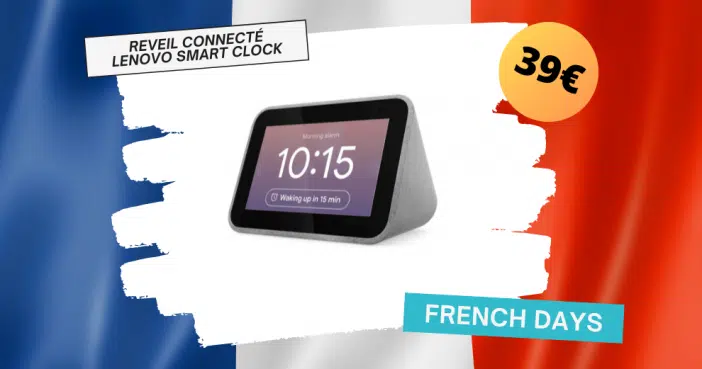 REVEIL CONNECTÉ
LENOVO SMART CLOCK
39€
Morning alarm
10:15
Waking up in 15 min
FRENCH DAYS